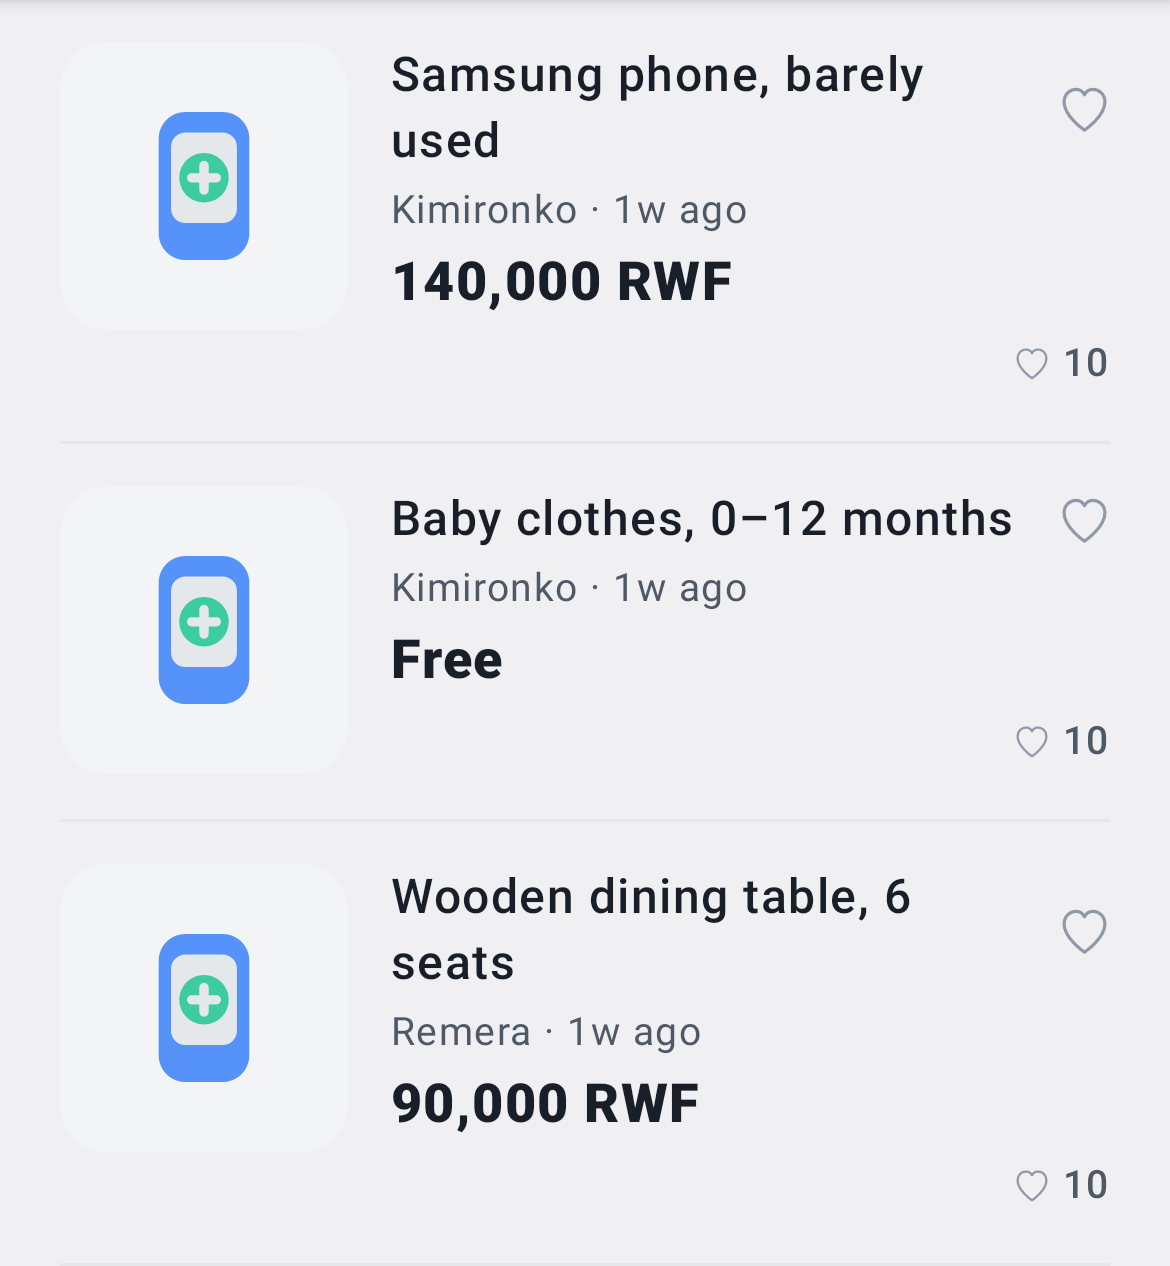 Samsung phone, barely
used
Kimironko · 1w ago
140,000 RWF
10
Baby clothes, 0–12 months
Kimironko · 1w ago
Free
10
Wooden dining table, 6
seats
Remera · 1w ago
90,000 RWF
10